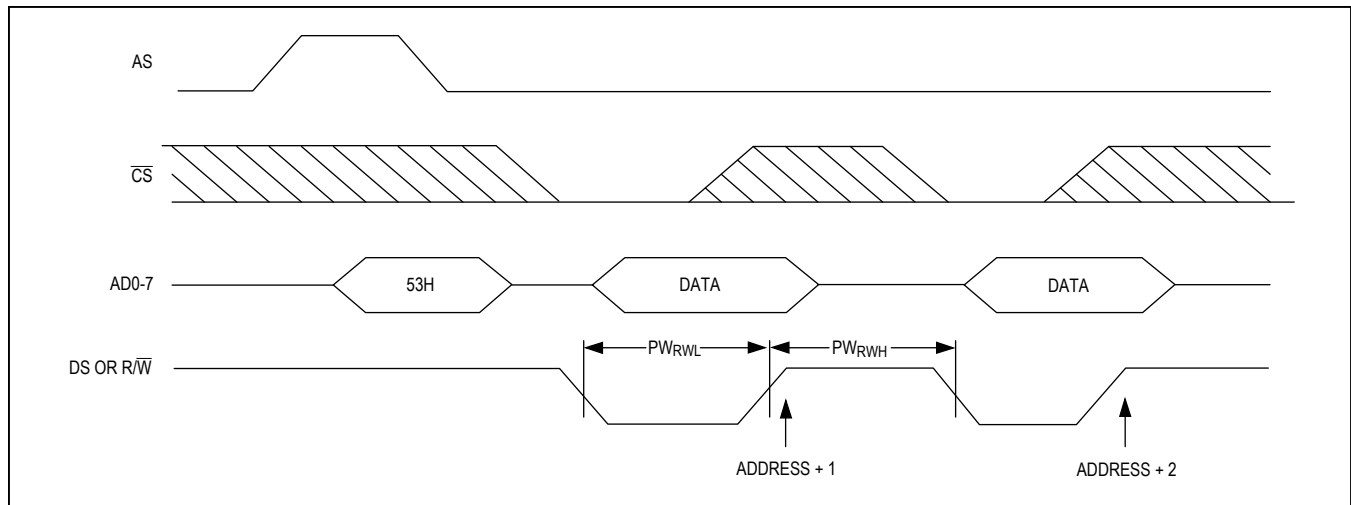 AS
CS
AD0-7 53H DATA DATA
DS OR R/W PWRWL PWRWH
ADDRESS + 1 ADDRESS + 2